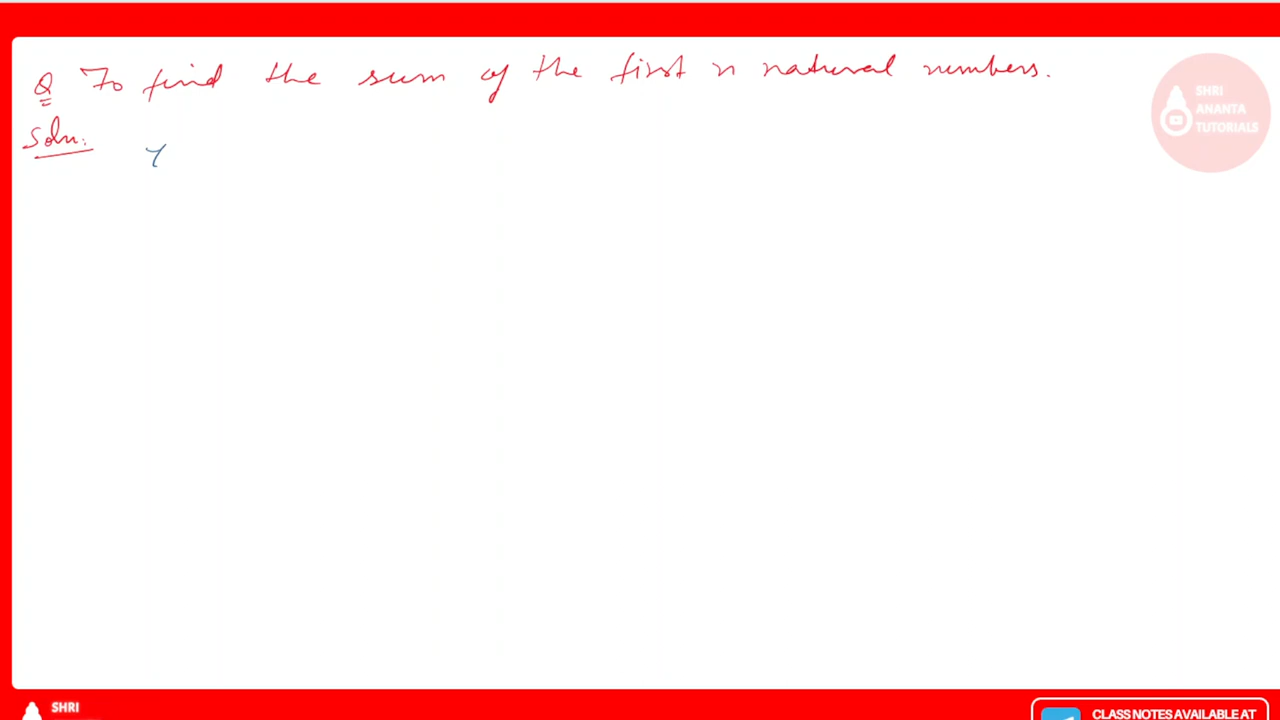 Q To find the sum of the first n natural numbers.
Soln:
SHRI
ANANTA
TUTORIALS
SHRI
CLASS NOTES AVAILABLE AT